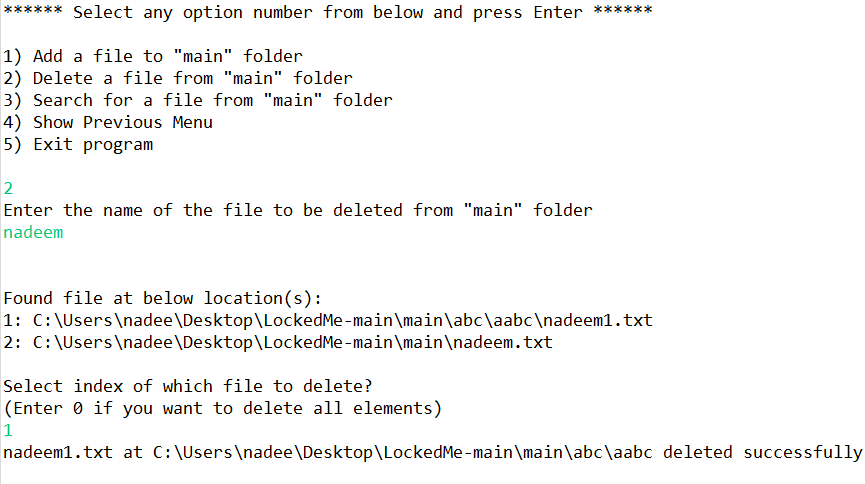 ****** Select any option number from below and press Enter ******
1) Add a file to "main" folder
2) Delete a file from "main" folder
3) Search for a file from "main" folder
4) Show Previous Menu
5) Exit program
2
Enter the name of the file to be deleted from "main" folder
nadeem
Found file at below location(s):
1: C:\Users\nadee\Desktop\LockedMe-main\main\abc\aabc\nadeem1.txt
2: C:\Users\nadee\Desktop\LockedMe-main\main\nadeem.txt
Select index of which file to delete?
(Enter 0 if you want to delete all elements)
1
nadeem1.txt at C:\Users\nadee\Desktop\LockedMe-main\main\abc\aabc deleted successfully